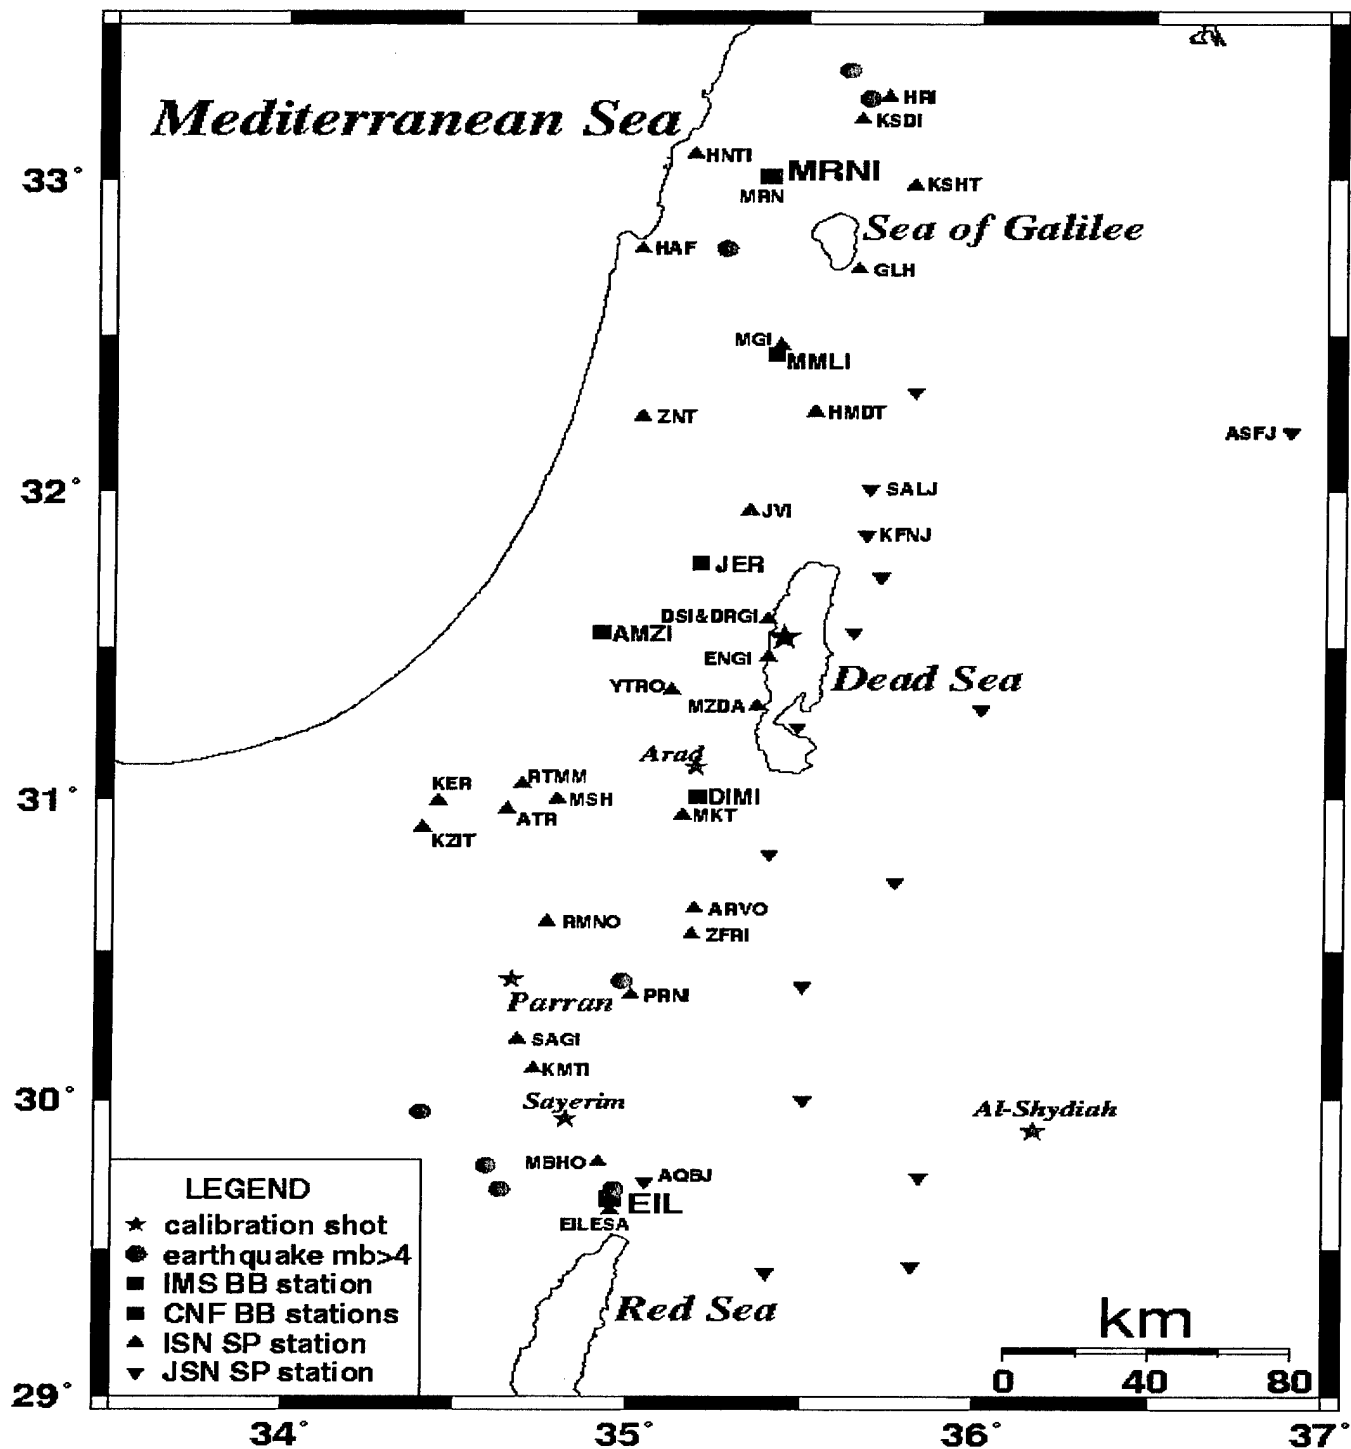 HRI
Mediterranean Sea
KSDI
HNTI
MRNI
33°
KSHT
MRN
Sea of Galilee
HAF
GLH
MGI
MMLI
HMDT
ZNT
ASFJ
32°
SALJ
JVI
KFNJ
JER
DSI&DRGI
AMZI
ENGI
Dead Sea
YTRO
MZDA
Arad
RTMM
KER
31°
MSH
DIMI
ATR
MKT
KZIT
ARVO
RMNO
ZFRI
PRNI
Parran
SAGI
KMTI
30°
Sayerim
Al-Shydiah
MBHO
AQBJ
LEGEND
EIL
calibration shot
EILESA
earthquake mb>4
IMS BB station
CNF BB stations
Red Sea
km
ISN SP station
JSN SP station
0 40 80
29°
34° 35° 36° 37°